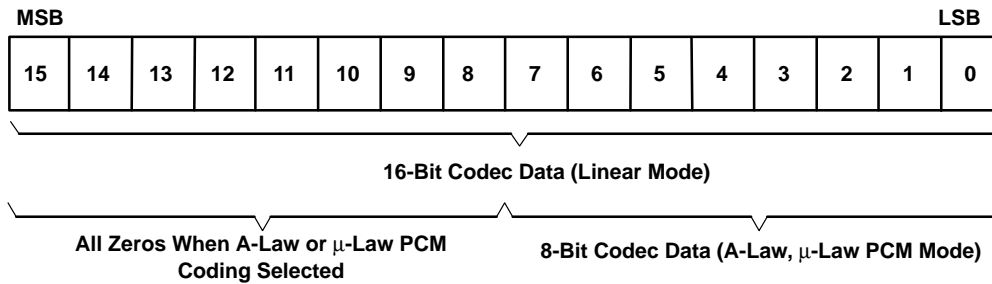 MSB LSB
15 14 13 12 11 10 9 8 7 6 5 4 3 2 1 0
16-Bit Codec Data (Linear Mode)
All Zeros When A-Law or μ-Law PCM
Coding Selected
8-Bit Codec Data (A-Law, μ-Law PCM Mode)